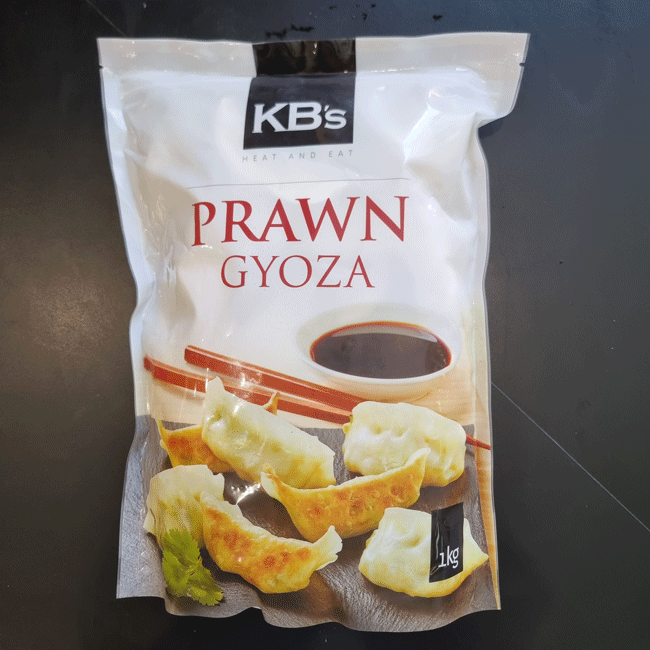 KB's
HEAT AND EAT
PRAWN
GYOZA
1kg